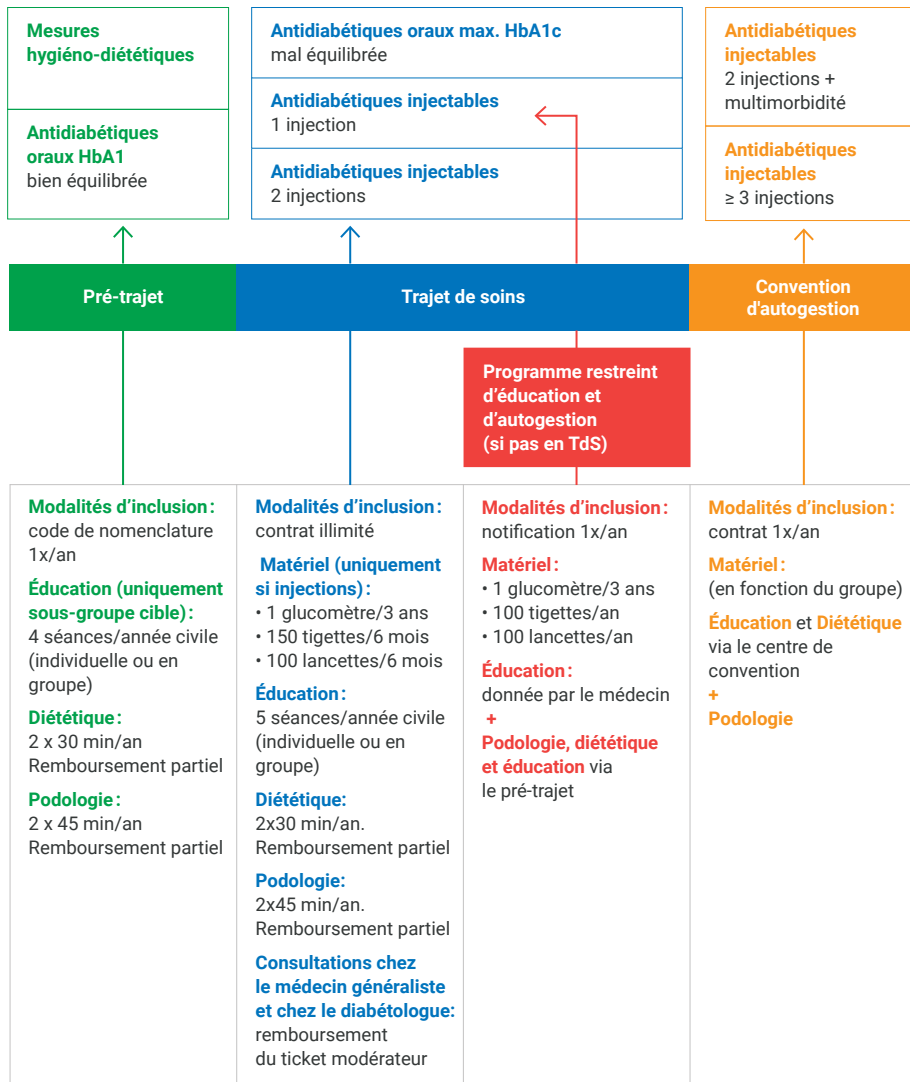 Mesures
hygiéno-diététiques
Antidiabétiques
oraux HbA1
bien équilibrée
Antidiabétiques oraux max. HbA1c
mal équilibrée
Antidiabétiques injectables
1 injection
Antidiabétiques injectables
2 injections
Antidiabétiques
injectables
2 injections +
multimorbidité
Antidiabétiques
injectables
≥ 3 injections
Pré-trajet
Trajet de soins
Convention
d'autogestion
Programme restreint
d’éducation et
d’autogestion
(si pas en TdS)
Modalités d’inclusion :
code de nomenclature
1x/an
Éducation (uniquement
sous-groupe cible) :
4 séances/année civile
(individuelle ou en
groupe)
Diététique :
2 x 30 min/an
Remboursement partiel
Podologie :
2 x 45 min/an
Remboursement partiel
Modalités d’inclusion :
contrat illimité
Matériel (uniquement
si injections) :
• 1 glucomètre/3 ans
• 150 tigettes/6 mois
• 100 lancettes/6 mois
Éducation :
5 séances/année civile
(individuelle ou en
groupe)
Diététique:
2x30 min/an.
Remboursement partiel
Podologie:
2x45 min/an.
Remboursement partiel
Consultations chez
le médecin généraliste
et chez le diabétologue:
remboursement
du ticket modérateur
Modalités d’inclusion :
notification 1x/an
Matériel :
• 1 glucomètre/3 ans
• 100 tigettes/an
• 100 lancettes/an
Éducation :
donnée par le médecin
+
Podologie, diététique
et éducation via
le pré-trajet
Modalités d’inclusion :
contrat 1x/an
Matériel :
(en fonction du groupe)
Éducation et Diététique
via le centre de
convention
+
Podologie